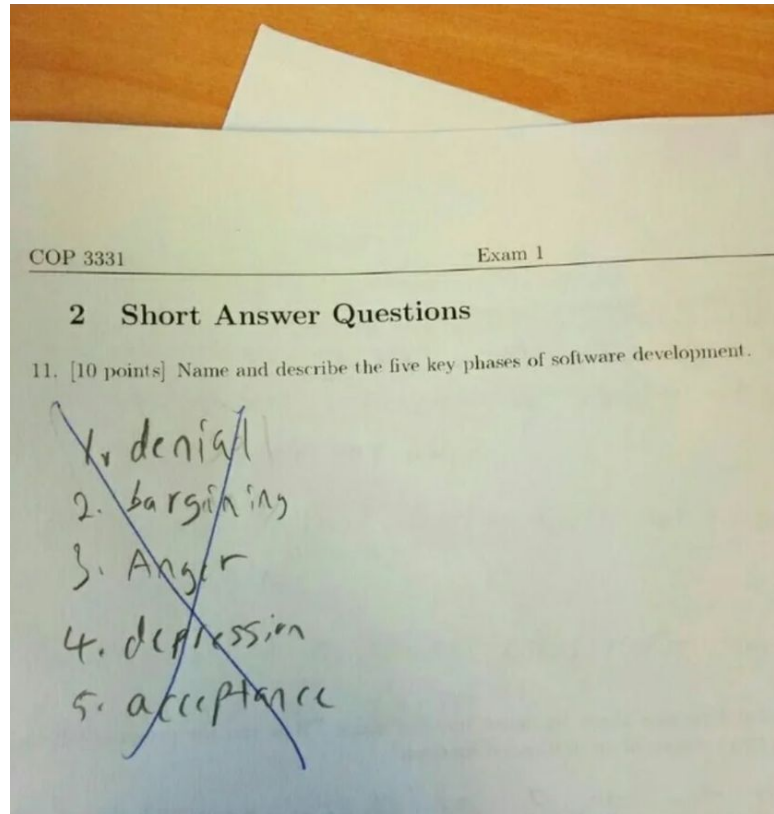 COP 3331 Exam 1
2 Short Answer Questions
11. [10 points] Name and describe the five key phases of software development.
1. denial
2. bargining
3. Anger
4. depression
5. acceptance